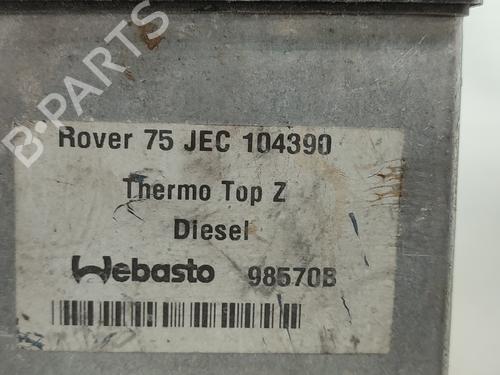 B-PARTS
Rover 75 JEC 104390
Thermo Top Z
Diesel
Webasto 98570B